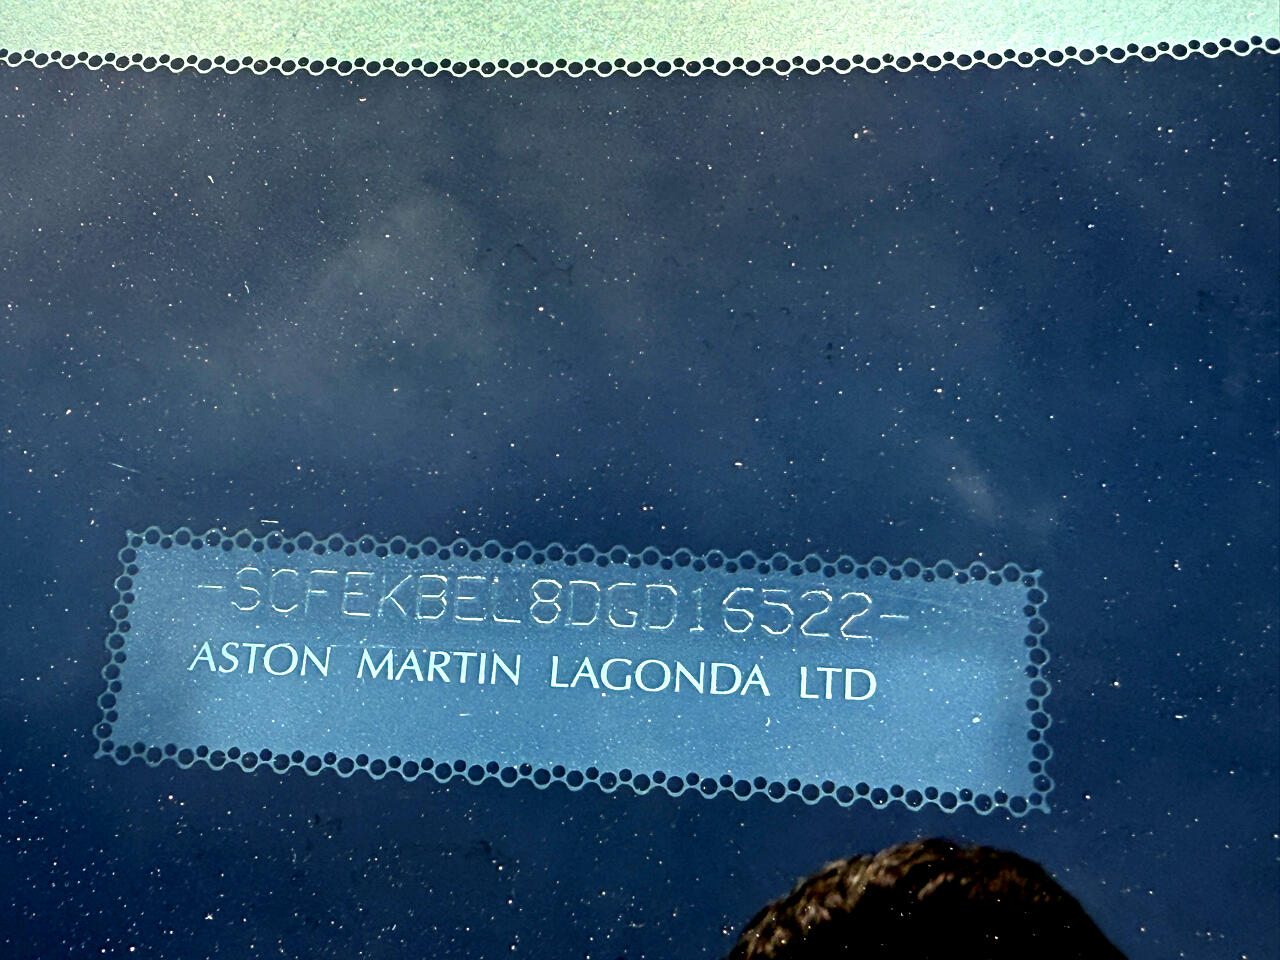 -SCFEKBEL8DGD16522-
ASTON MARTIN LAGONDA LTD